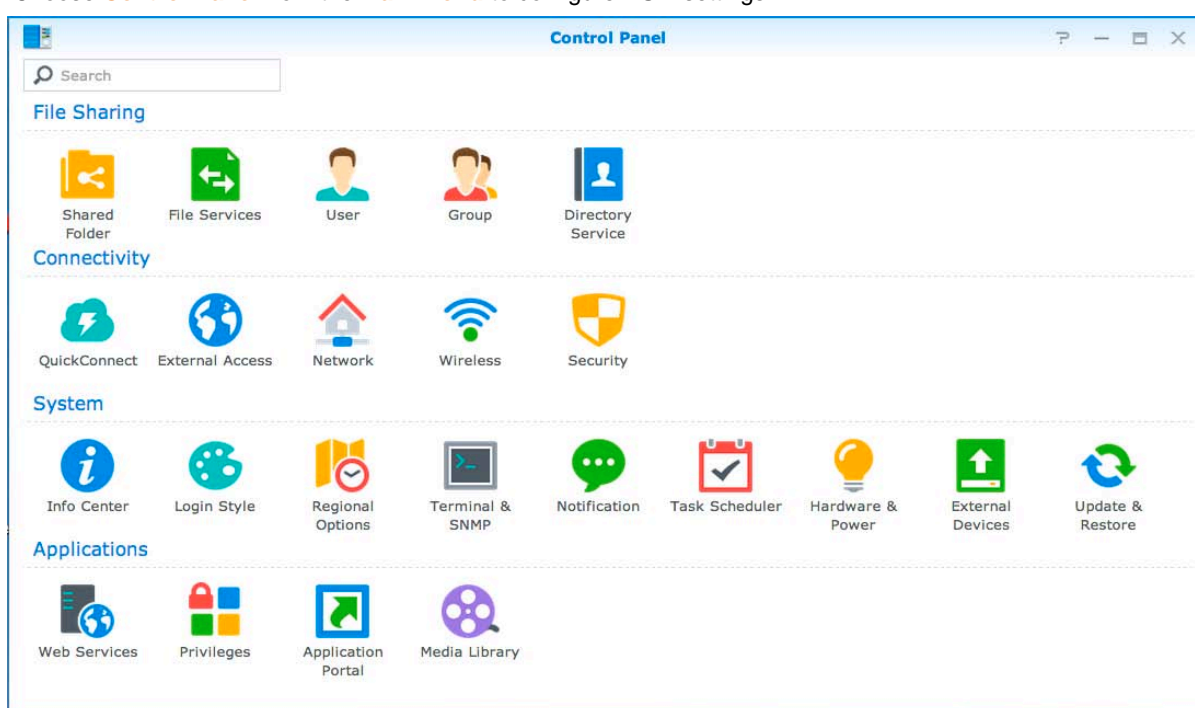 Control Panel
Search
File Sharing
Shared Folder
File Services
User
Group
Directory Service
Connectivity
QuickConnect
External Access
Network
Wireless
Security
System
Info Center
Login Style
Regional Options
Terminal & SNMP
Notification
Task Scheduler
Hardware & Power
External Devices
Update & Restore
Applications
Web Services
Privileges
Application Portal
Media Library